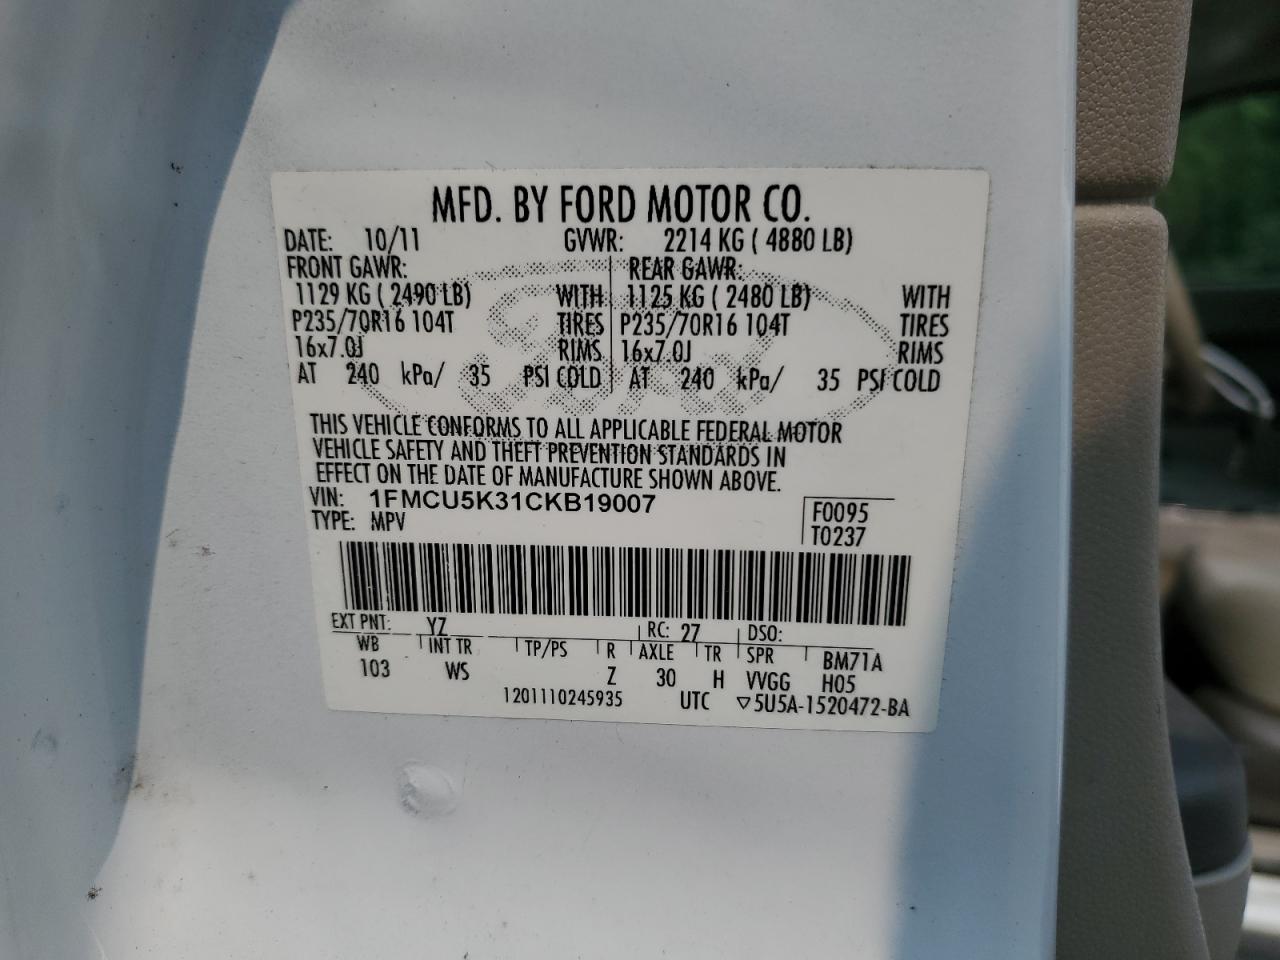 MFD. BY FORD MOTOR CO.
DATE: 10/11 GVWR: 2214 KG ( 4880 LB)
FRONT GAWR: REAR GAWR:
1129 KG ( 2490 LB) WITH 1125 KG ( 2480 LB) WITH
P235/70R16 104T TIRES P235/70R16 104T TIRES
16x7.0J RIMS 16x7.0J RIMS
AT 240 kPa/ 35 PSI COLD AT 240 kPa/ 35 PSI COLD
Ford
THIS VEHICLE CONFORMS TO ALL APPLICABLE FEDERAL MOTOR
VEHICLE SAFETY AND THEFT PREVENTION STANDARDS IN
EFFECT ON THE DATE OF MANUFACTURE SHOWN ABOVE.
VIN: 1FMCU5K31CKB19007 F0095
TYPE: MPV T0237
EXT PNT: YZ RC: 27 DSO:
WB INT TR TP/PS R AXLE TR SPR BM71A
103 WS Z 30 H VVGG H05
1201110245935 UTC ▽5U5A-1520472-BA